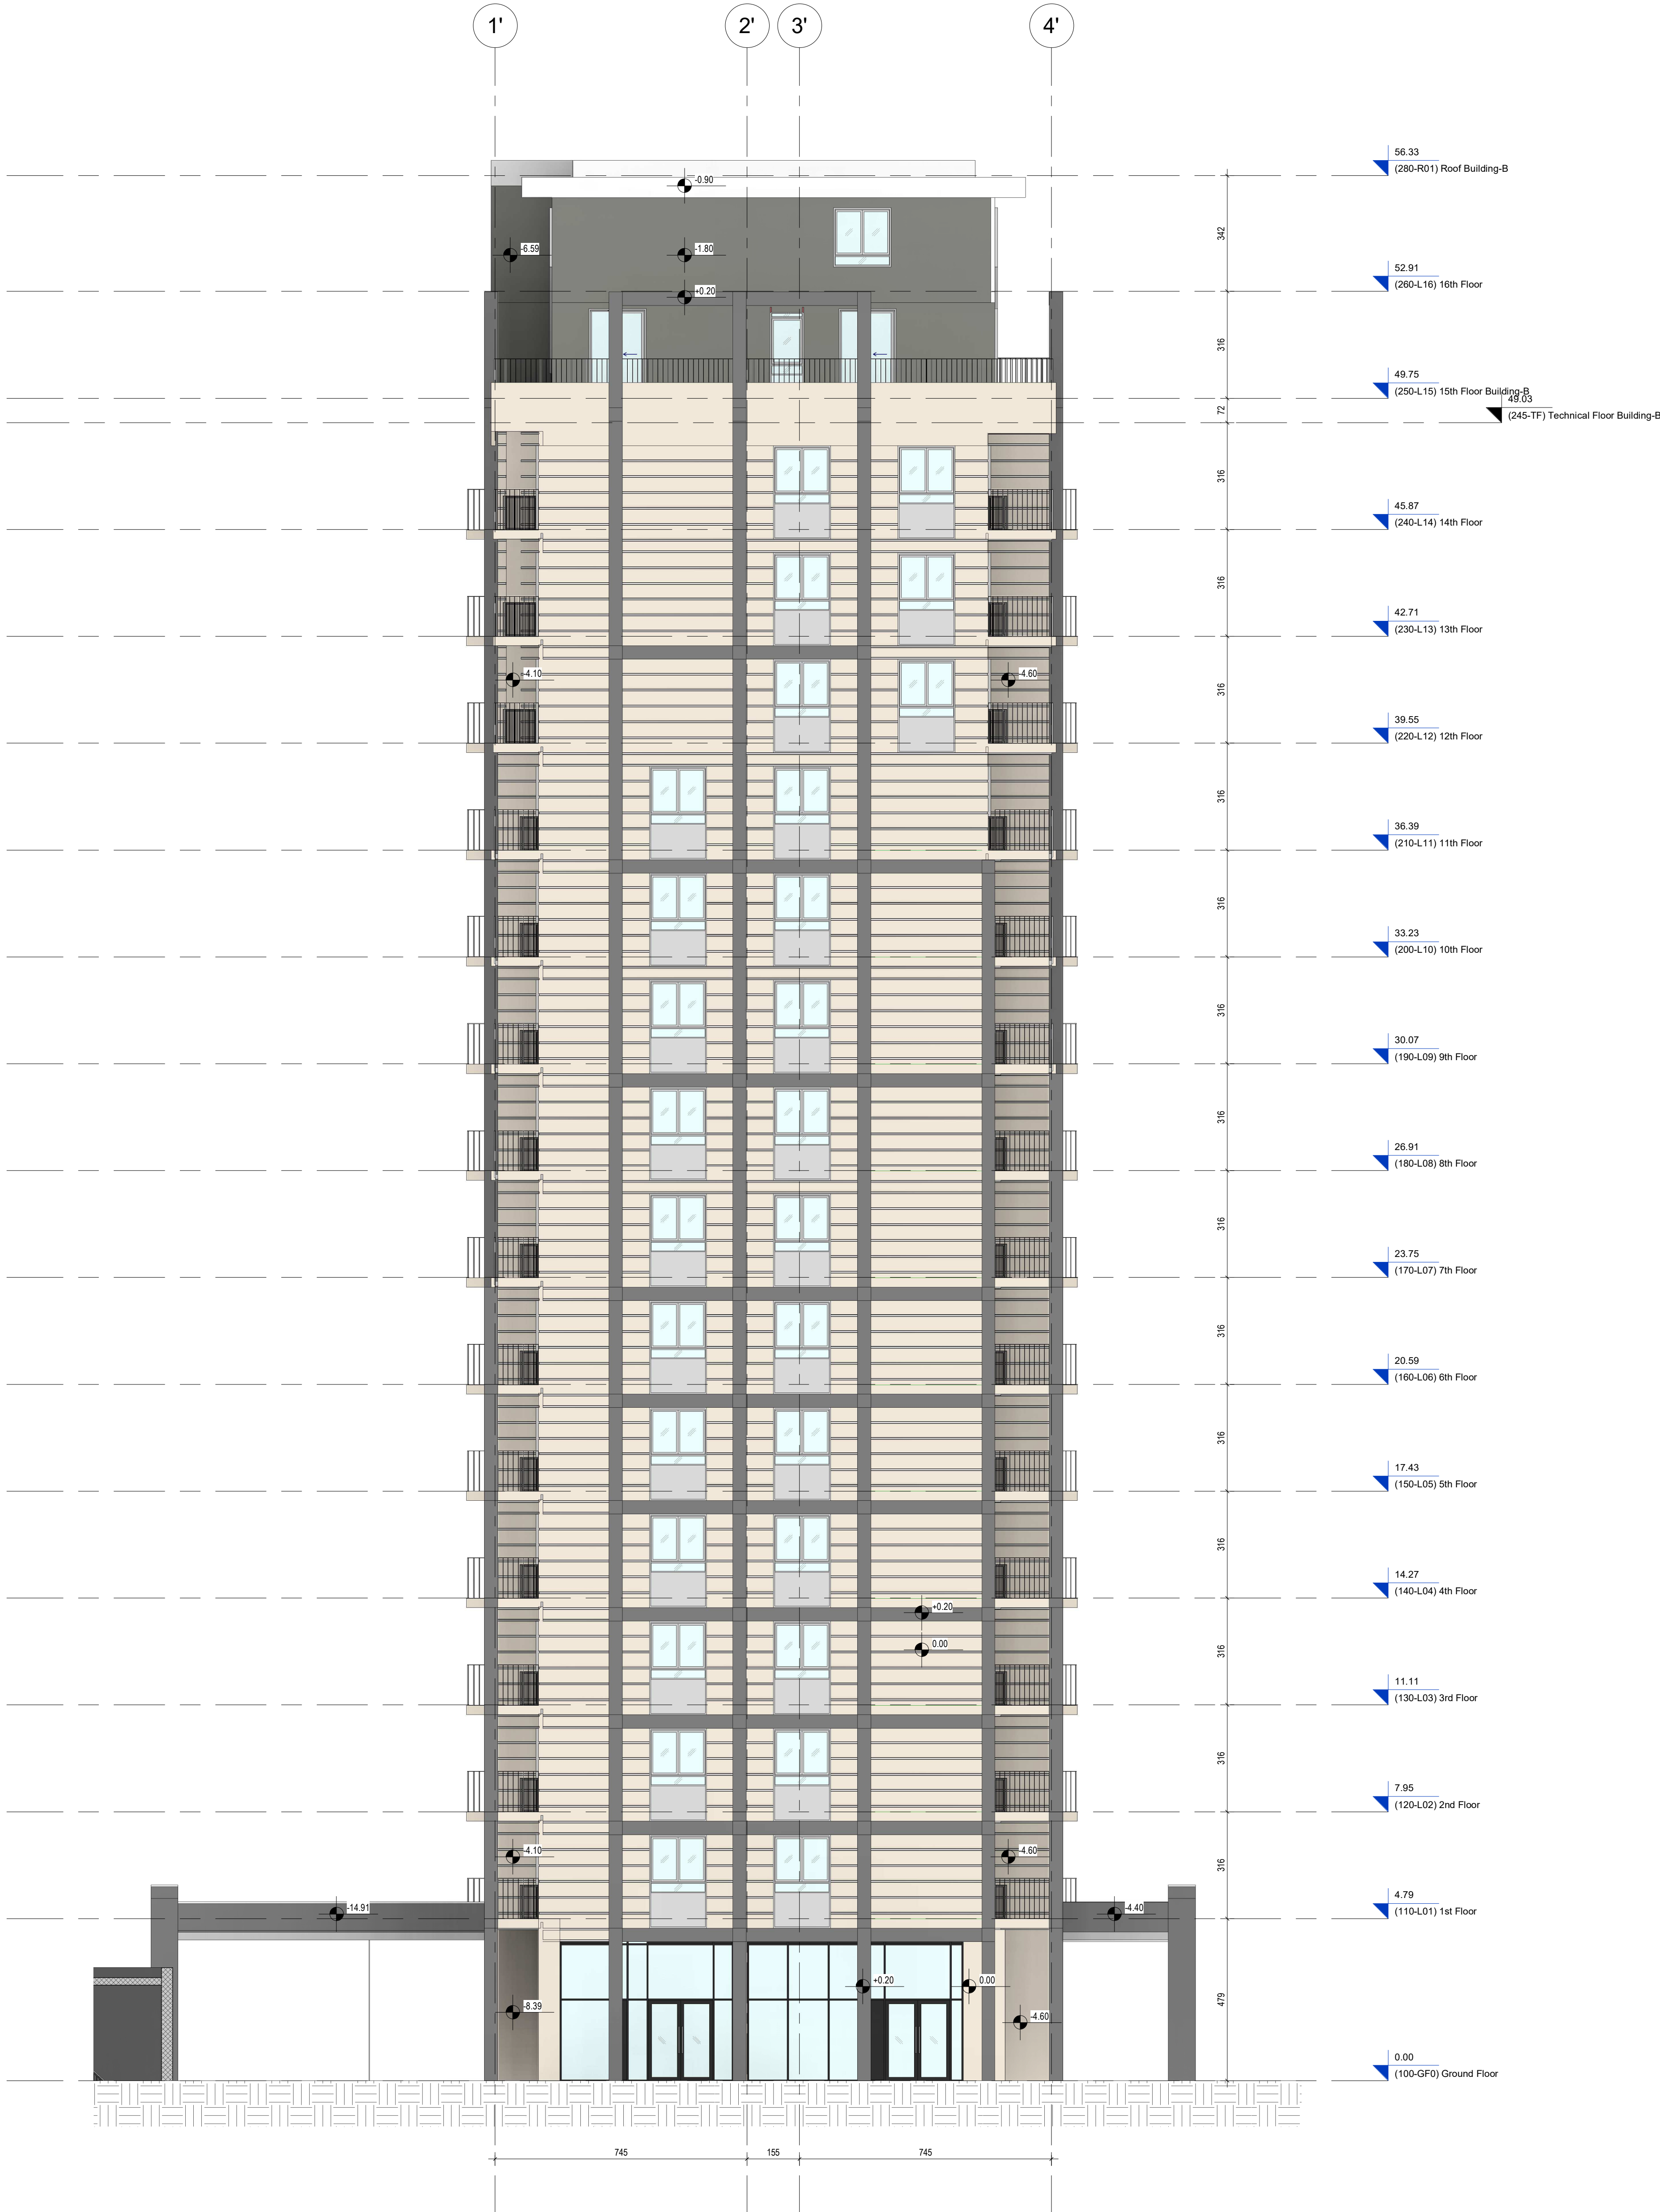 1' 2' 3' 4'
56.33
(280-R01) Roof Building-B
-0.90
342
-6.59 -1.80
52.91
(260-L16) 16th Floor
+0.20
316
49.75
(250-L15) 15th Floor Building-B
72
49.03
(245-TF) Technical Floor Building-B
316
45.87
(240-L14) 14th Floor
316
42.71
(230-L13) 13th Floor
-4.10 -4.60
316
39.55
(220-L12) 12th Floor
316
36.39
(210-L11) 11th Floor
316
33.23
(200-L10) 10th Floor
316
30.07
(190-L09) 9th Floor
316
26.91
(180-L08) 8th Floor
316
23.75
(170-L07) 7th Floor
316
20.59
(160-L06) 6th Floor
316
17.43
(150-L05) 5th Floor
316
14.27
(140-L04) 4th Floor
+0.20
0.00
316
11.11
(130-L03) 3rd Floor
316
7.95
(120-L02) 2nd Floor
-4.10 -4.60
316
-14.91 -4.40
4.79
(110-L01) 1st Floor
+0.20 0.00
479
-8.39 -4.60
0.00
(100-GF0) Ground Floor
745 155 745